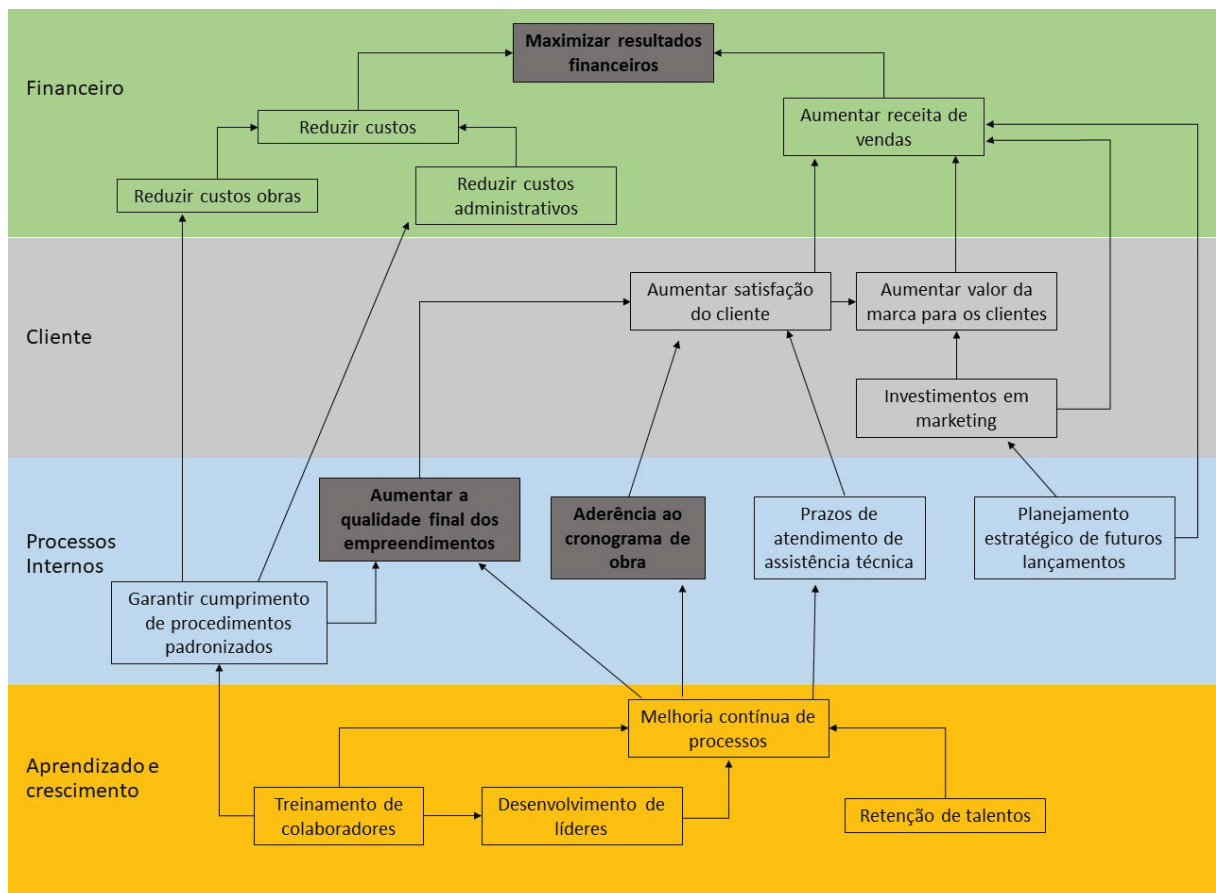 Financeiro
Maximizar resultados
financeiros
Reduzir custos
Aumentar receita de
vendas
Reduzir custos obras
Reduzir custos
administrativos
Cliente
Aumentar satisfação
do cliente
Aumentar valor da
marca para os clientes
Investimentos em
marketing
Processos
Internos
Aumentar a
qualidade final dos
empreendimentos
Aderência ao
cronograma de
obra
Prazos de
atendimento de
assistência técnica
Planejamento
estratégico de futuros
lançamentos
Garantir cumprimento
de procedimentos
padronizados
Aprendizado e
crescimento
Melhoria contínua de
processos
Treinamento de
colaboradores
Desenvolvimento de
líderes
Retenção de talentos